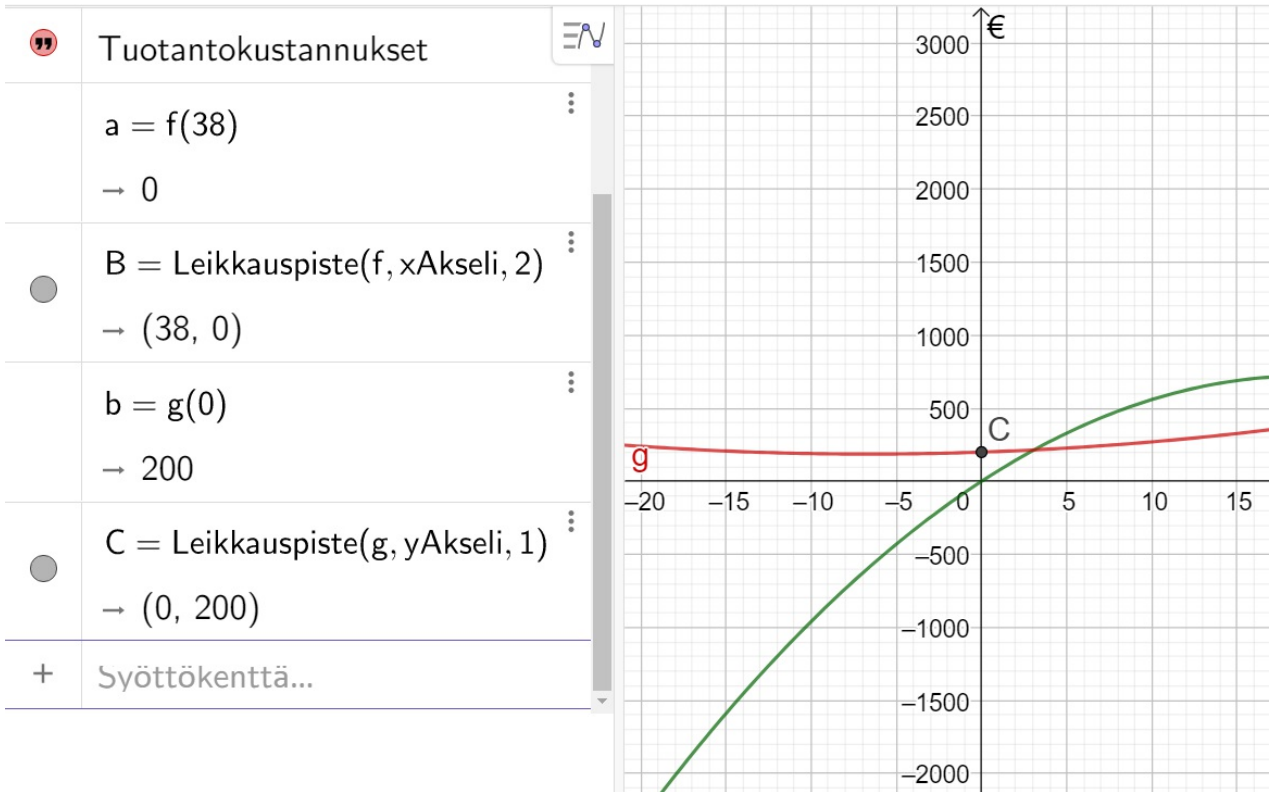 Tuotantokustannukset
a = f(38)
→ 0
B = Leikkauspiste(f, xAkseli, 2)
→ (38, 0)
b = g(0)
→ 200
C = Leikkauspiste(g, yAkseli, 1)
→ (0, 200)
+ Syöttökenttä...
€
3000
2500
2000
1500
1000
500
C
g
–20 –15 –10 –5 0 5 10 15
–500
–1000
–1500
–2000